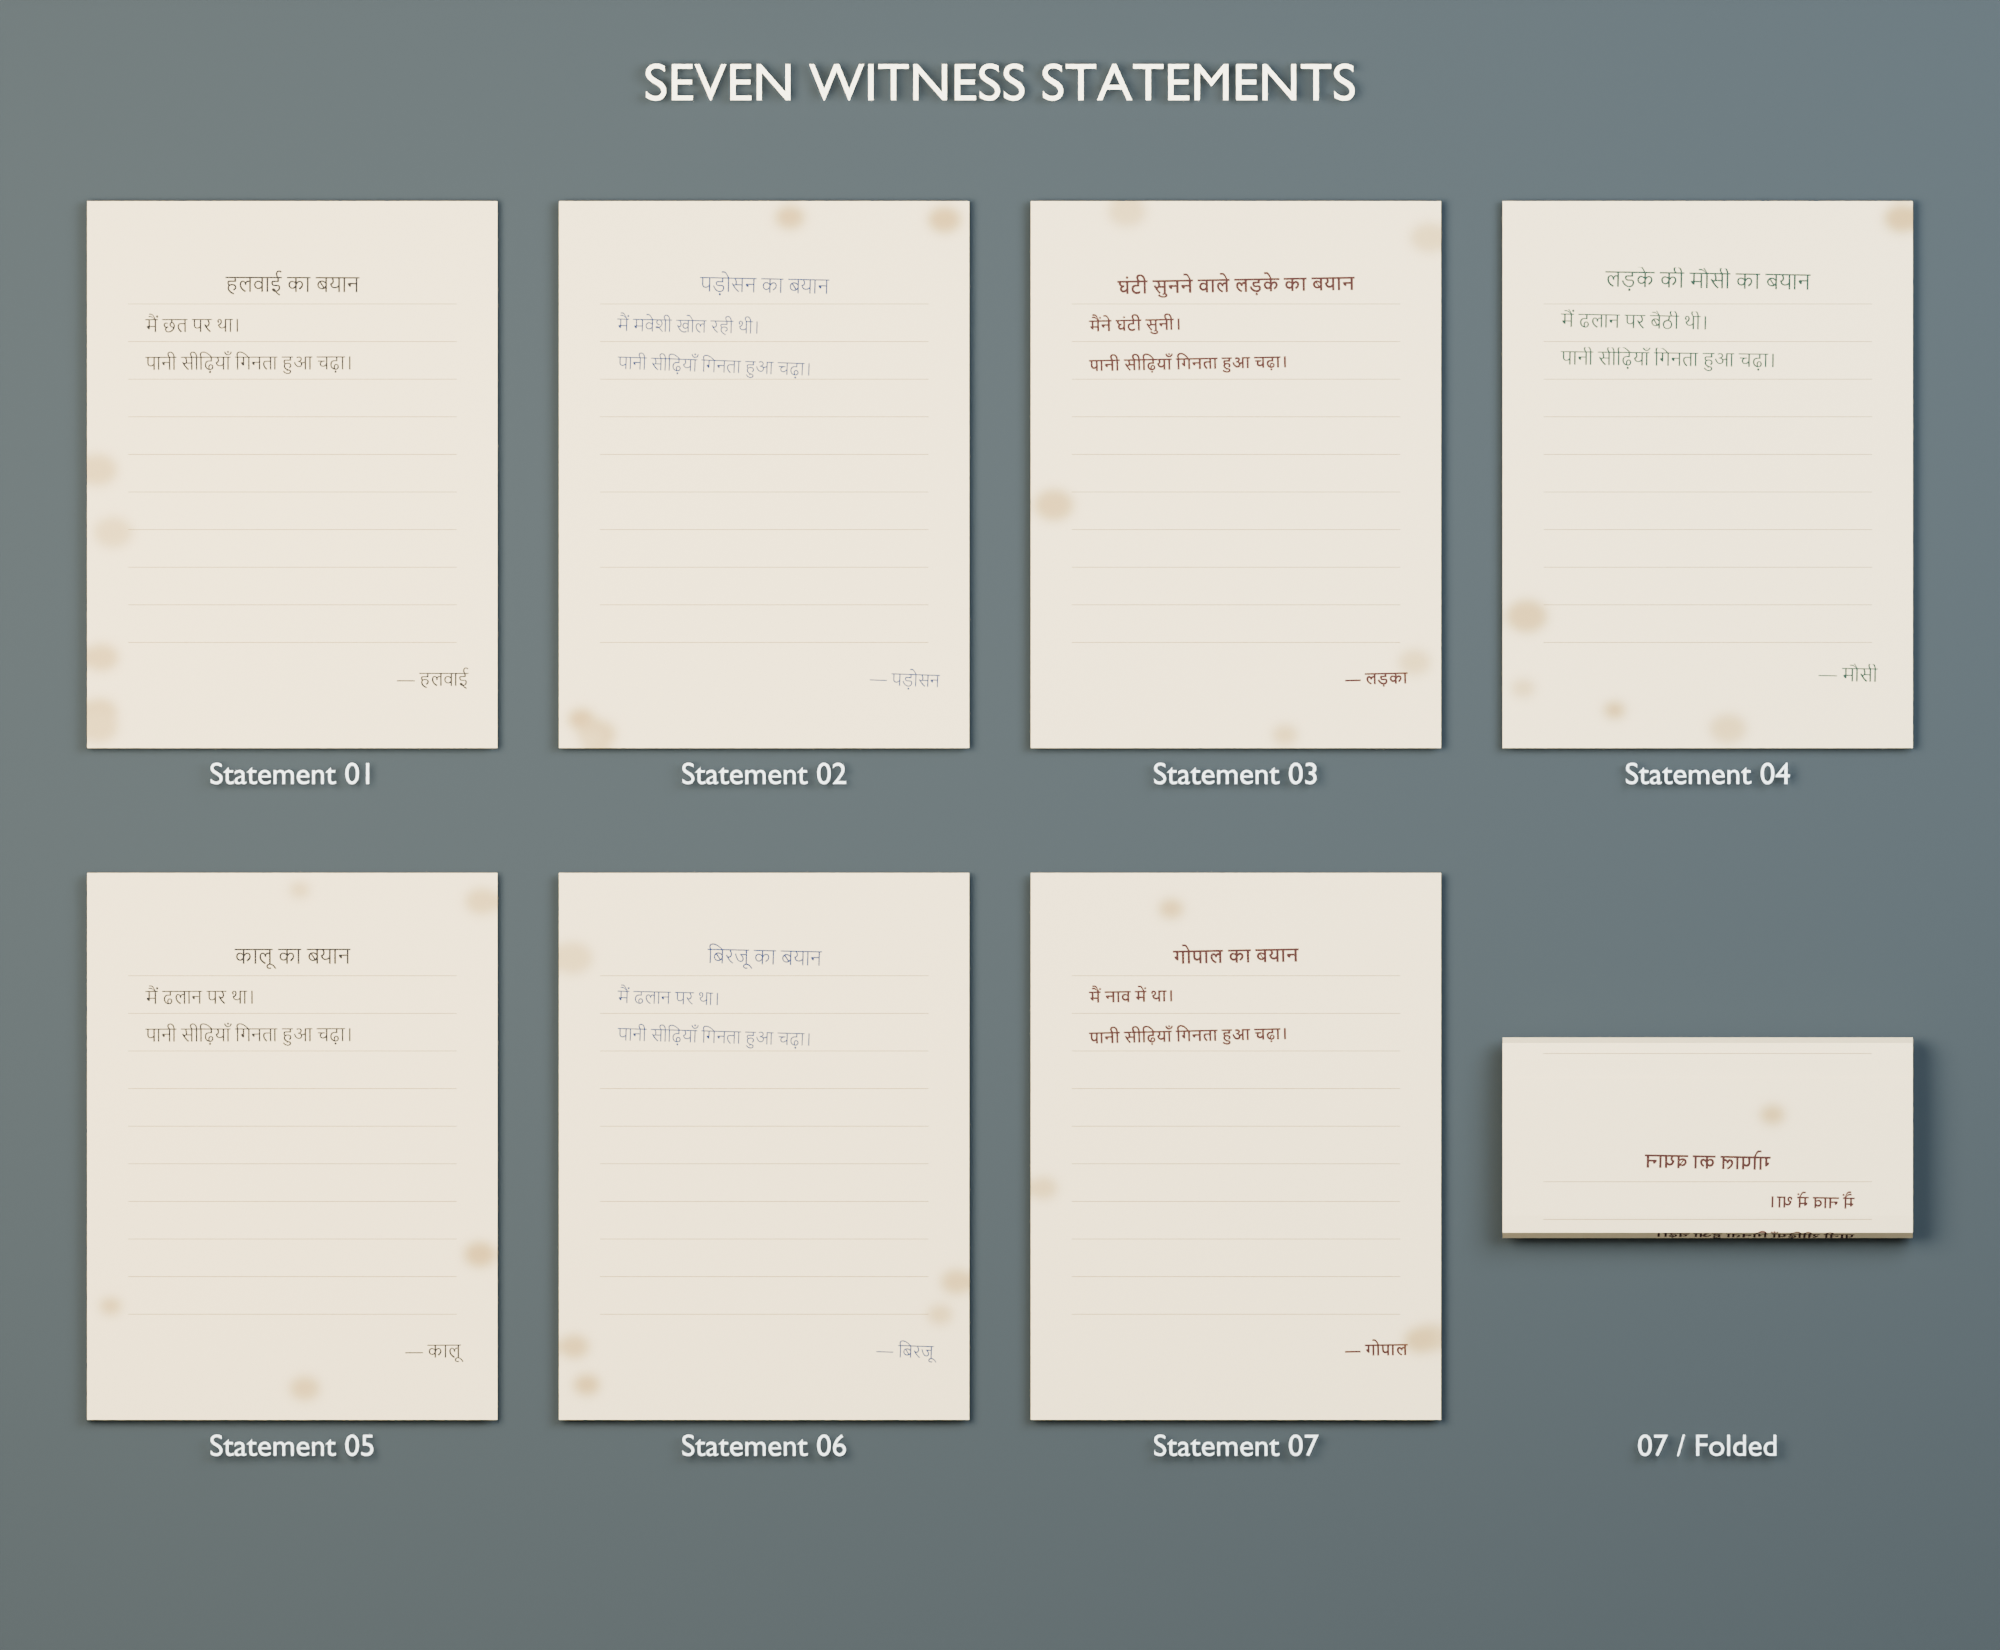 SEVEN WITNESS STATEMENTS
हलवाई का बयान
मैं छत पर था।
पानी सीढ़ियाँ गिनता हुआ चढ़ा।
— हलवाई
Statement 01
पड़ोसन का बयान
मैं मवेशी खोल रही थी।
पानी सीढ़ियाँ गिनता हुआ चढ़ा।
— पड़ोसन
Statement 02
घंटी सुनने वाले लड़के का बयान
मैंने घंटी सुनी।
पानी सीढ़ियाँ गिनता हुआ चढ़ा।
— लड़का
Statement 03
लड़के की मौसी का बयान
मैं ढलान पर बैठी थी।
पानी सीढ़ियाँ गिनता हुआ चढ़ा।
— मौसी
Statement 04
कालू का बयान
मैं ढलान पर था।
पानी सीढ़ियाँ गिनता हुआ चढ़ा।
— कालू
Statement 05
बिरजू का बयान
मैं ढलान पर था।
पानी सीढ़ियाँ गिनता हुआ चढ़ा।
— बिरजू
Statement 06
गोपाल का बयान
मैं नाव में था।
पानी सीढ़ियाँ गिनता हुआ चढ़ा।
— गोपाल
Statement 07
गोपाल का बयान
मैं नाव में था।
07 / Folded